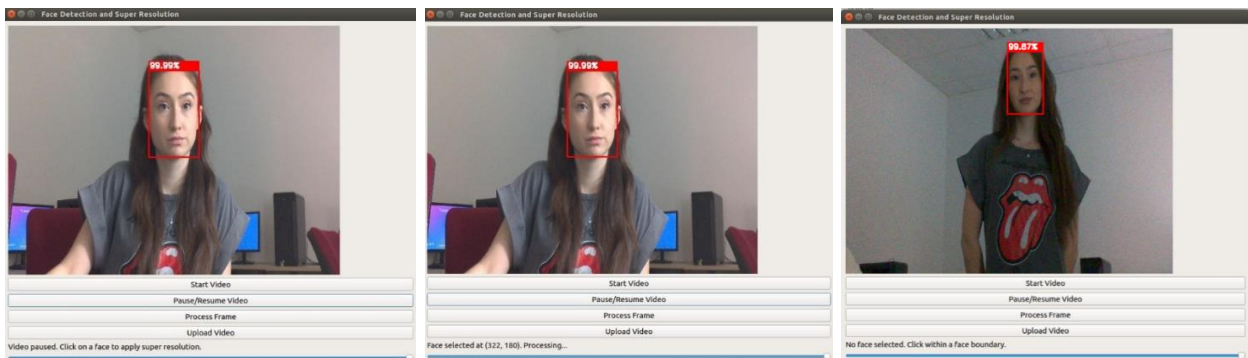 Face Detection and Super Resolution
99.99%
Start Video
Pause/Resume Video
Process Frame
Upload Video
Video paused. Click on a face to apply super resolution.
Face Detection and Super Resolution
99.99%
Start Video
Pause/Resume Video
Process Frame
Upload Video
Face selected at (322, 180). Processing...
Face Detection and Super Resolution
99.87%
Start Video
Pause/Resume Video
Process Frame
Upload Video
No face selected. Click within a face boundary.